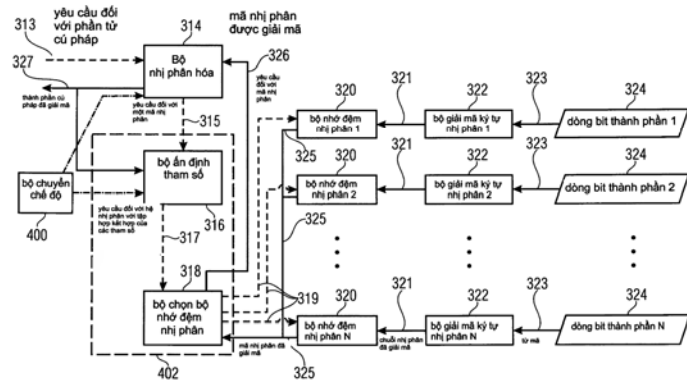 yêu cầu đối
với phần tử
cú pháp
313
mã nhị phân
được giải mã
314
326
327
Bộ
nhị phân hóa
thành phần cú
pháp đã giải mã
yêu cầu đối với
một mã nhị
phân
315
yêu cầu đối với
mã nhị phân
320
321
322
323
324
bộ nhớ đệm
nhị phân 1
bộ giải mã ký
tự nhị phân 1
dòng bit thành phần 1
325
bộ chuyển
chế độ
400
bộ ấn định
tham số
316
yêu cầu đối với hệ
nhị phân với tập
hợp kết hợp của
các tham số
317
320
321
322
323
324
bộ nhớ đệm
nhị phân 2
bộ giải mã ký
tự nhị phân 2
dòng bit thành phần 2
325
318
bộ chọn bộ
nhớ đệm
nhị phân
319
320
321
322
323
324
bộ nhớ đệm
nhị phân N
bộ giải mã ký
tự nhị phân N
dòng bit thành phần N
mã nhị phân đã
giải mã
325
chuỗi nhị phân
đã giải mã
từ mã
402